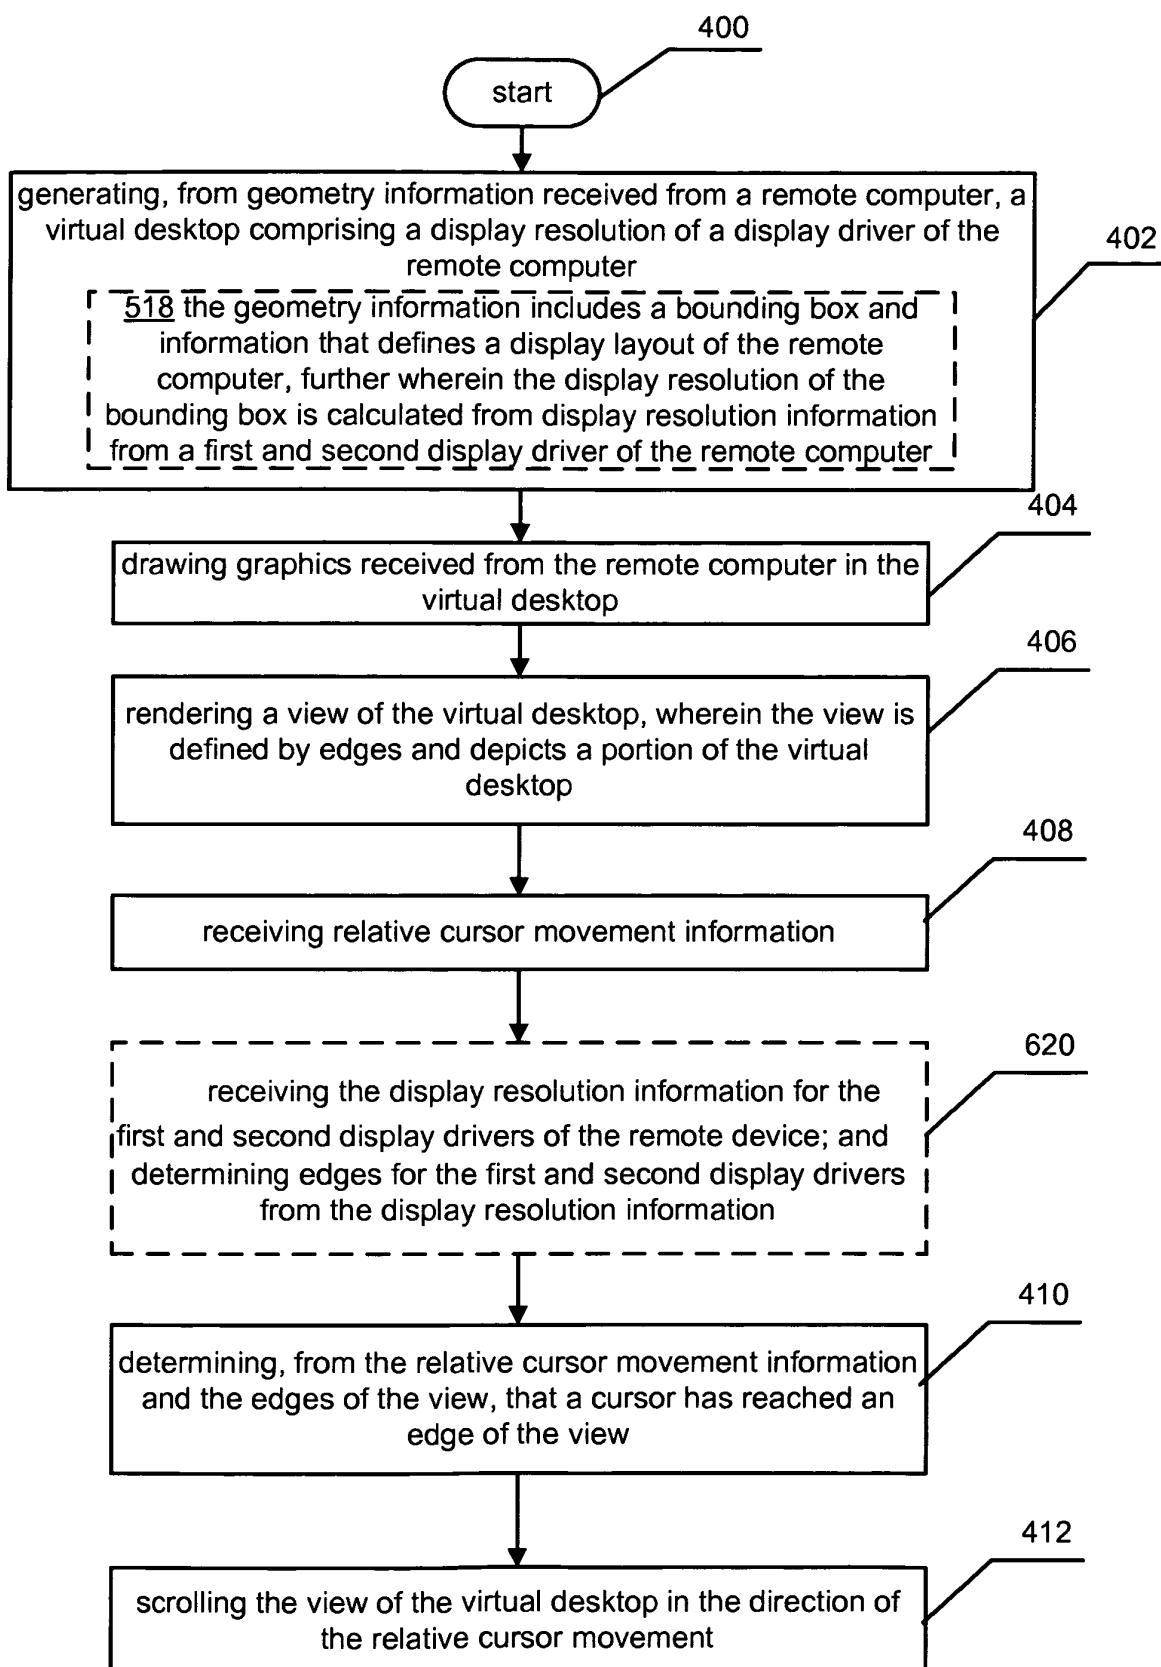 400
start
generating, from geometry information received from a remote computer, a
virtual desktop comprising a display resolution of a display driver of the
remote computer
402
518 the geometry information includes a bounding box and
information that defines a display layout of the remote
computer, further wherein the display resolution of the
bounding box is calculated from display resolution information
from a first and second display driver of the remote computer
404
drawing graphics received from the remote computer in the
virtual desktop
406
rendering a view of the virtual desktop, wherein the view is
defined by edges and depicts a portion of the virtual
desktop
408
receiving relative cursor movement information
620
receiving the display resolution information for the
first and second display drivers of the remote device; and
determining edges for the first and second display drivers
from the display resolution information
410
determining, from the relative cursor movement information
and the edges of the view, that a cursor has reached an
edge of the view
412
scrolling the view of the virtual desktop in the direction of
the relative cursor movement